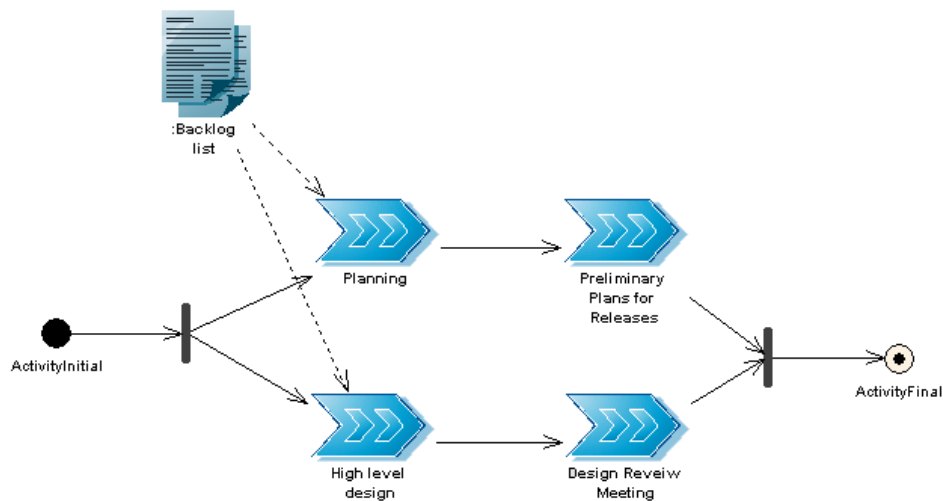 :Backlog
list
Planning
Preliminary
Plans for
Releases
ActivityInitial
ActivityFinal
High level
design
Design Reveiw
Meeting